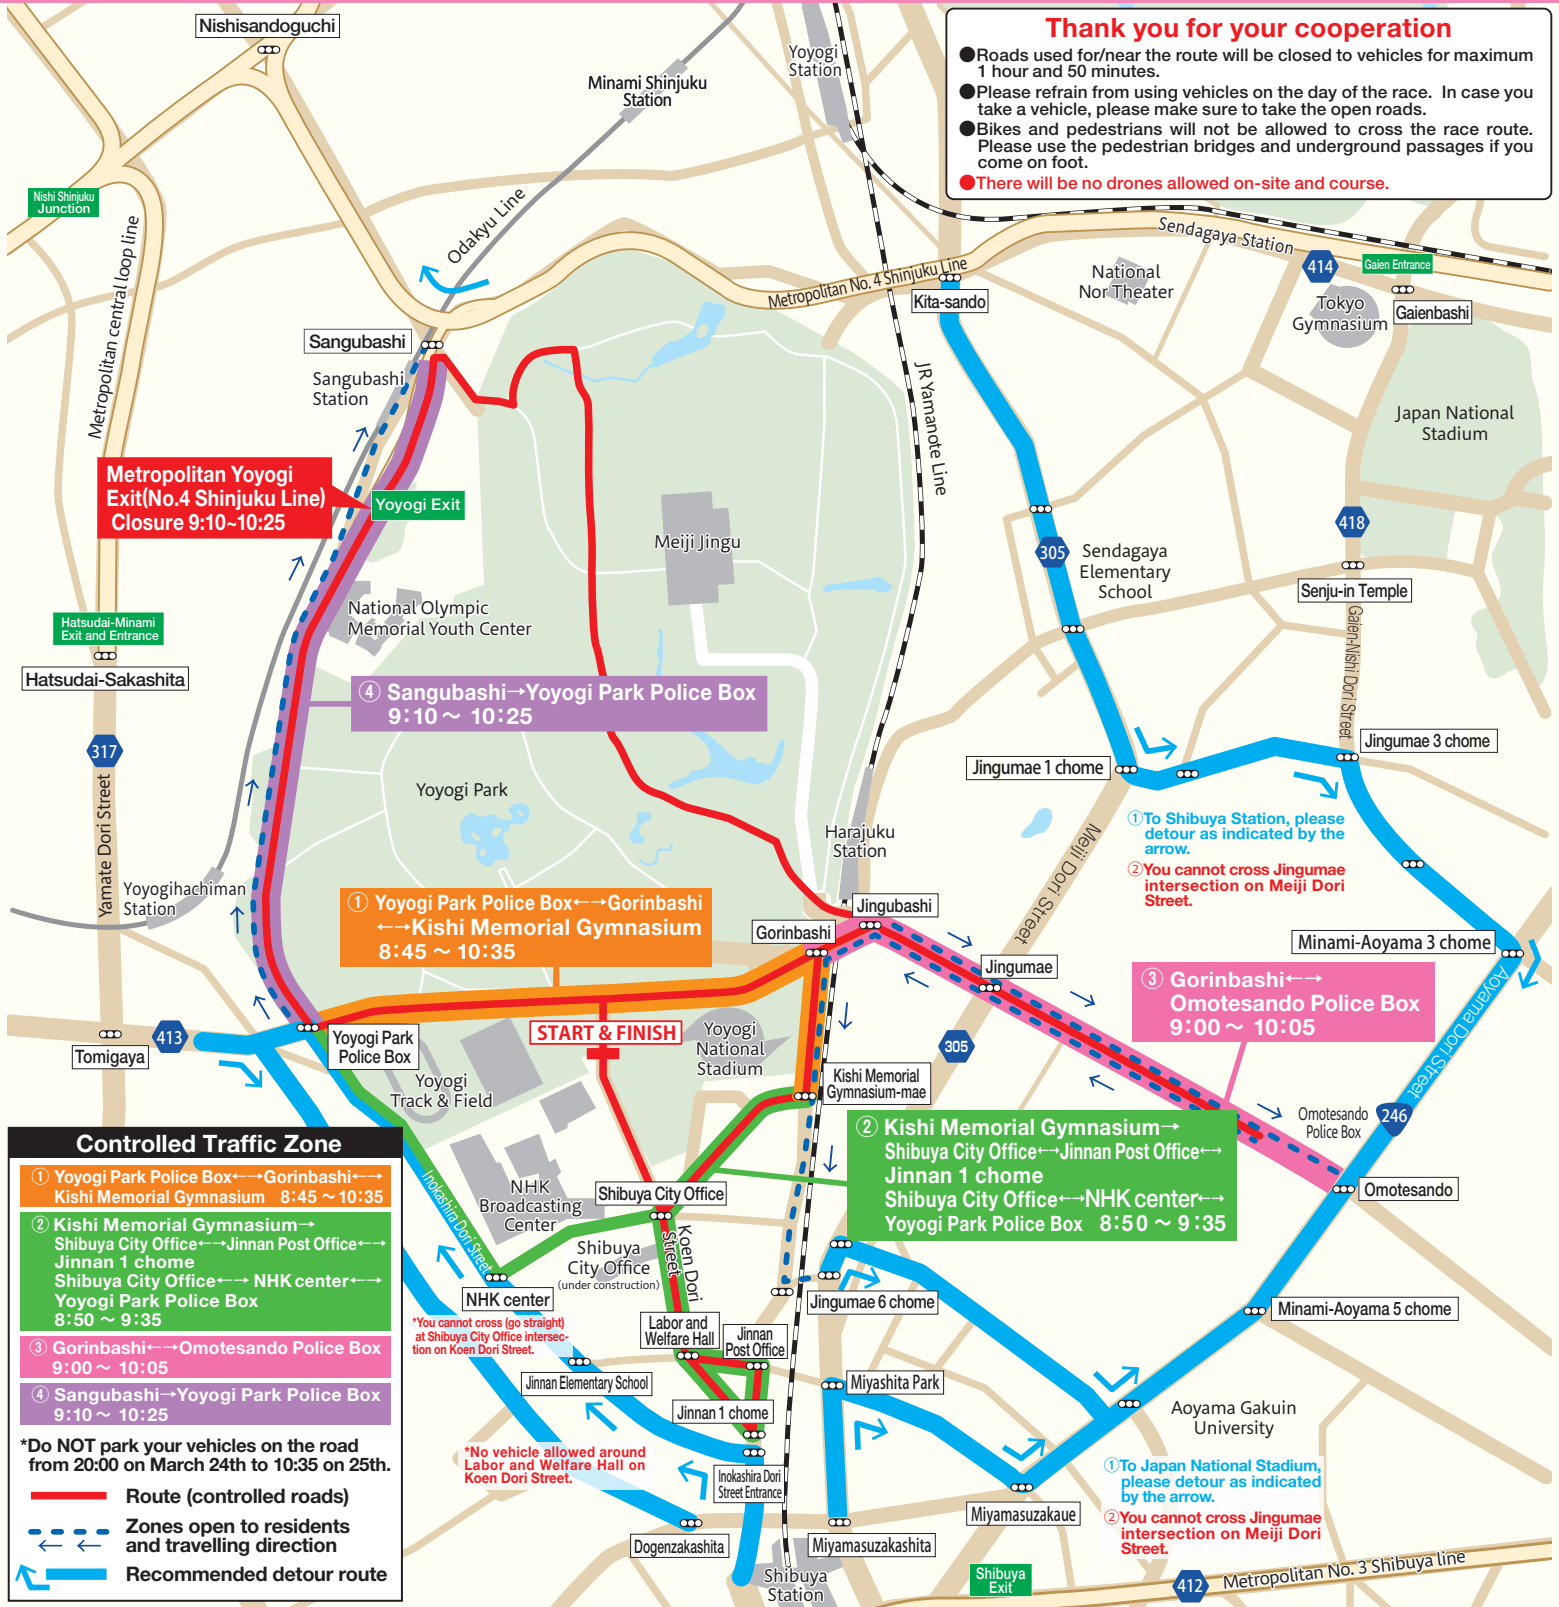 Thank you for your cooperation
●Roads used for/near the route will be closed to vehicles for maximum
1 hour and 50 minutes.
●Please refrain from using vehicles on the day of the race. In case you
take a vehicle, please make sure to take the open roads.
●Bikes and pedestrians will not be allowed to cross the race route.
Please use the pedestrian bridges and underground passages if you
come on foot.
●There will be no drones allowed on-site and course.
Nishisandoguchi
Yoyogi
Station
Minami Shinjuku
Station
Nishi Shinjuku
Junction
Metropolitan central loop line
Odakyu Line
Sendagaya Station
414
Gaien Entrance
National
Nor Theater
Metropolitan No. 4 Shinjuku Line
Kita-sando
Tokyo
Gymnasium
Gaienbashi
Sangubashi
Sangubashi
Station
JR Yamanote Line
Japan National
Stadium
Metropolitan Yoyogi
Exit(No.4 Shinjuku Line)
Closure 9:10~10:25
Yoyogi Exit
Meiji Jingu
305
Sendagaya
Elementary
School
418
Senju-in Temple
Gaien-Nishi Dori Street
National Olympic
Memorial Youth Center
Hatsudai-Minami
Exit and Entrance
Hatsudai-Sakashita
④ Sangubashi→Yoyogi Park Police Box
9:10 ～ 10:25
317
Yamate Dori Street
Jingumae 3 chome
Jingumae 1 chome
Yoyogi Park
Harajuku
Station
Meiji Dori Street
①To Shibuya Station, please
detour as indicated by the
arrow.
②You cannot cross Jingumae
intersection on Meiji Dori
Street.
Yoyogihachiman
Station
① Yoyogi Park Police Box←→Gorinbashi
←→Kishi Memorial Gymnasium
8:45 ～ 10:35
Jingubashi
Gorinbashi
Jingumae
Minami-Aoyama 3 chome
Aoyama Dori Street
③ Gorinbashi←→
Omotesando Police Box
9:00 ～ 10:05
Tomigaya
413
Yoyogi Park
Police Box
START & FINISH
Yoyogi
National
Stadium
305
Yoyogi
Track & Field
Kishi Memorial
Gymnasium-mae
Omotesando
Police Box
246
② Kishi Memorial Gymnasium→
Shibuya City Office←→Jinnan Post Office←→
Jinnan 1 chome
Shibuya City Office←→NHK center←→
Yoyogi Park Police Box 8:50 ～ 9:35
Omotesando
Inokashira Dori Street
NHK
Broadcasting
Center
Shibuya City Office
Shibuya
City Office
(under construction)
Koen Dori
Street
NHK center
Jingumae 6 chome
Minami-Aoyama 5 chome
*You cannot cross (go straight)
at Shibuya City Office intersec-
tion on Koen Dori Street.
Labor and
Welfare Hall
Jinnan
Post Office
Jinnan Elementary School
Miyashita Park
Jinnan 1 chome
Aoyama Gakuin
University
*No vehicle allowed around
Labor and Welfare Hall on
Koen Dori Street.
Inokashira Dori
Street Entrance
①To Japan National Stadium,
please detour as indicated
by the arrow.
②You cannot cross Jingumae
intersection on Meiji Dori
Street.
Miyamasuzakaue
Dogenzakashita
Miyamasuzakashita
Shibuya
Station
Shibuya
Exit
412
Metropolitan No. 3 Shibuya line
Controlled Traffic Zone
① Yoyogi Park Police Box←→Gorinbashi←→
Kishi Memorial Gymnasium 8:45 ～10:35
② Kishi Memorial Gymnasium→
Shibuya City Office←→Jinnan Post Office←→
Jinnan 1 chome
Shibuya City Office←→ NHK center←→
Yoyogi Park Police Box
8:50 ～ 9:35
③ Gorinbashi←→Omotesando Police Box
9:00 ～ 10:05
④ Sangubashi→Yoyogi Park Police Box
9:10 ～ 10:25
*Do NOT park your vehicles on the road
from 20:00 on March 24th to 10:35 on 25th.
Route (controlled roads)
Zones open to residents
and travelling direction
Recommended detour route